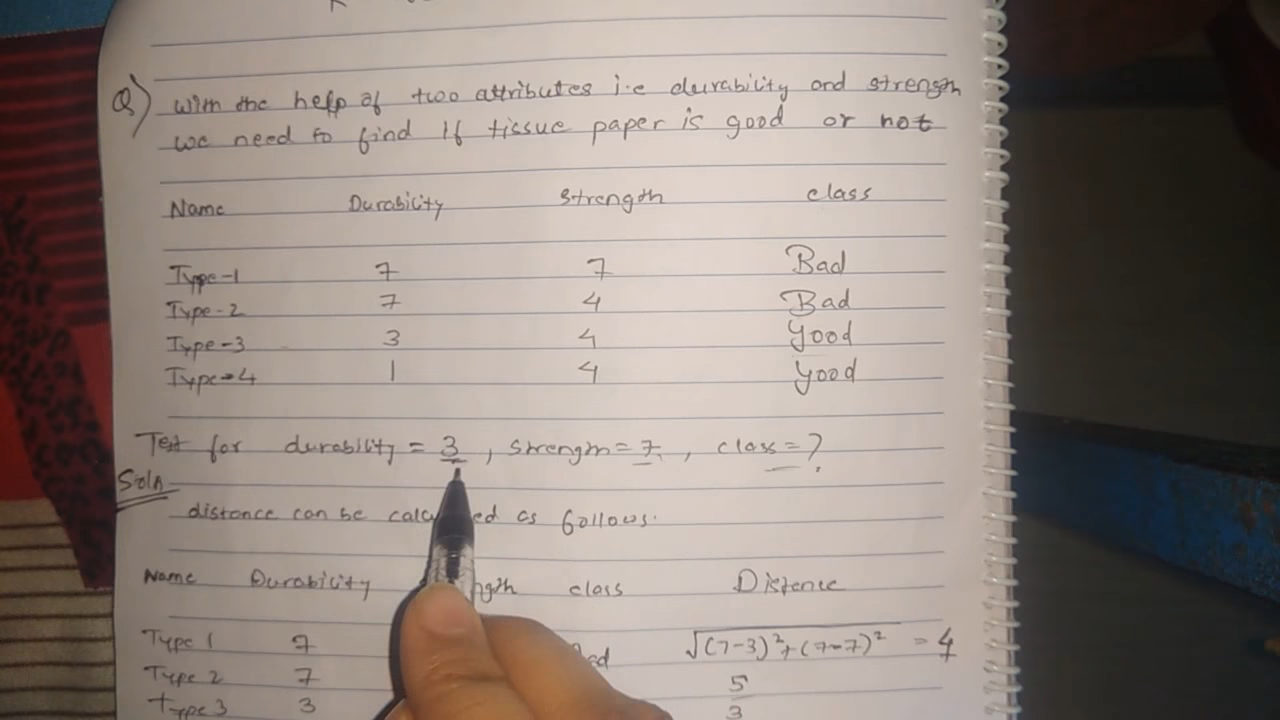 Q) With the help of two attributes i.e durability and strength
we need to find if tissue paper is good or not
Name Durability Strength class
Type-1 7 7 Bad
Type-2 7 4 Bad
Type-3 3 4 Good
Type-4 1 4 Good
Test for durability = 3, strength = 7, class = ?
Soln
distance can be as follows.
Name Durability class Distance
Type 1 7 √(7-3)²+(7-7)² = 4
Type 2 7 5
Type 3 3 3